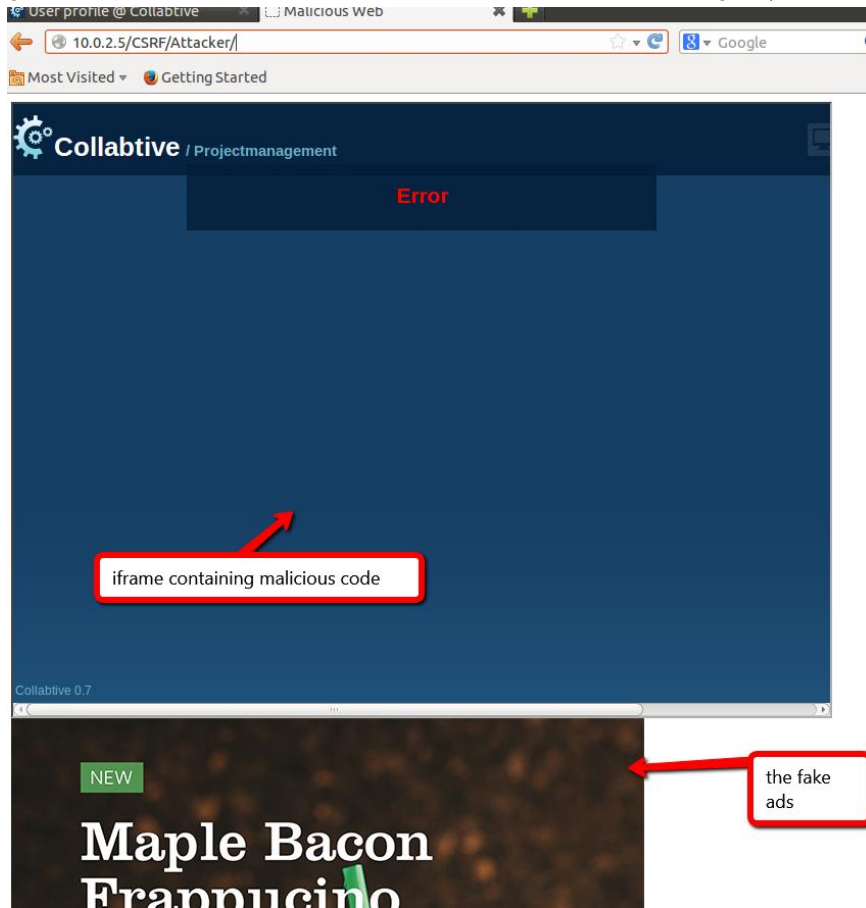 User profile @ Collabtive
Malicious Web
10.0.2.5/CSRF/Attacker/
Google
Most Visited
Getting Started
Collabtive / Projectmanagement
Error
iframe containing malicious code
Collabtive 0.7
NEW
the fake
ads
Maple Bacon
Frappucino